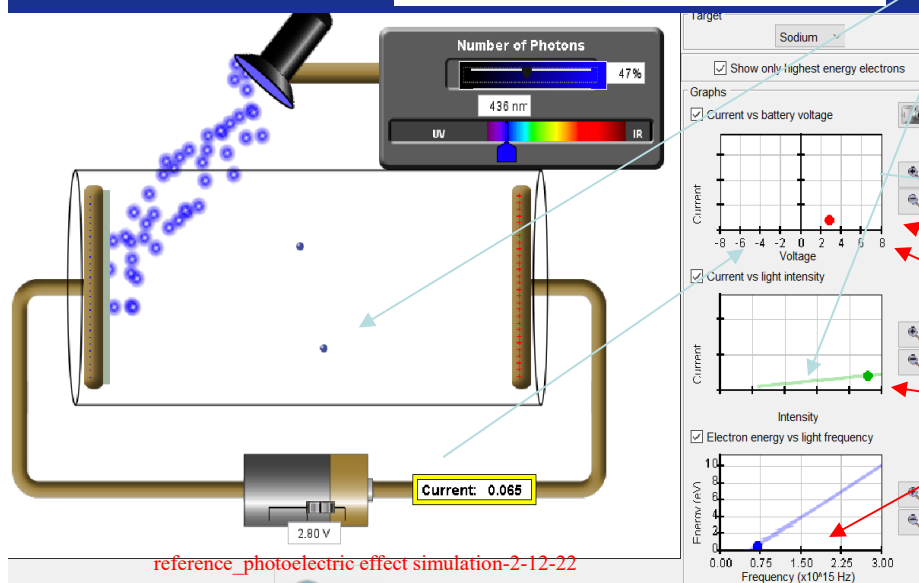 Number of Photons
47%
436 nm
UV
IR
Current: 0.065
2.80 V
reference_photoelectric effect simulation-2-12-22
Target
Sodium
Show only highest energy electrons
Graphs
Current vs battery voltage
Current
-8 -6 -4 -2 0 2 4 6 8
Voltage
Current vs light intensity
Current
Intensity
Electron energy vs light frequency
Energy (eV)
10
8
6
4
2
0
0.00 0.75 1.50 2.25 3.00
Frequency (x10^15 Hz)